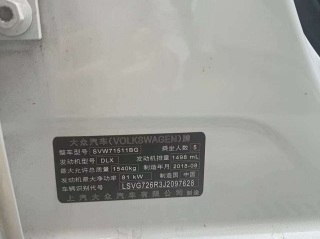 大众汽车(VOLKSWAGEN)牌
整车型号 SVW71511BG 乘坐人数 5
发动机型号 DLX 发动机排量 1498 mL
最大允许总质量 1540kg 制造年月 2018-09
发动机最大净功率 81 kW 制造国 中国
车辆识别代号 LSVG726R3J2097628
上汽大众汽车有限公司制造